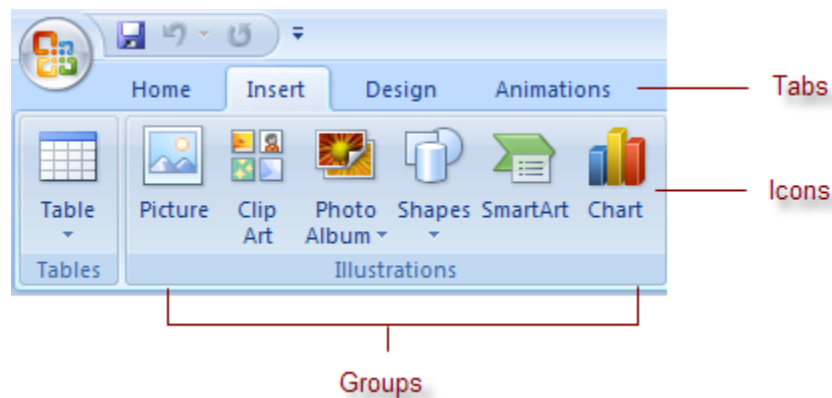 Home Insert Design Animations
Tabs
Icons
Table Picture Clip Art Photo Album Shapes SmartArt Chart
Tables Illustrations
Groups